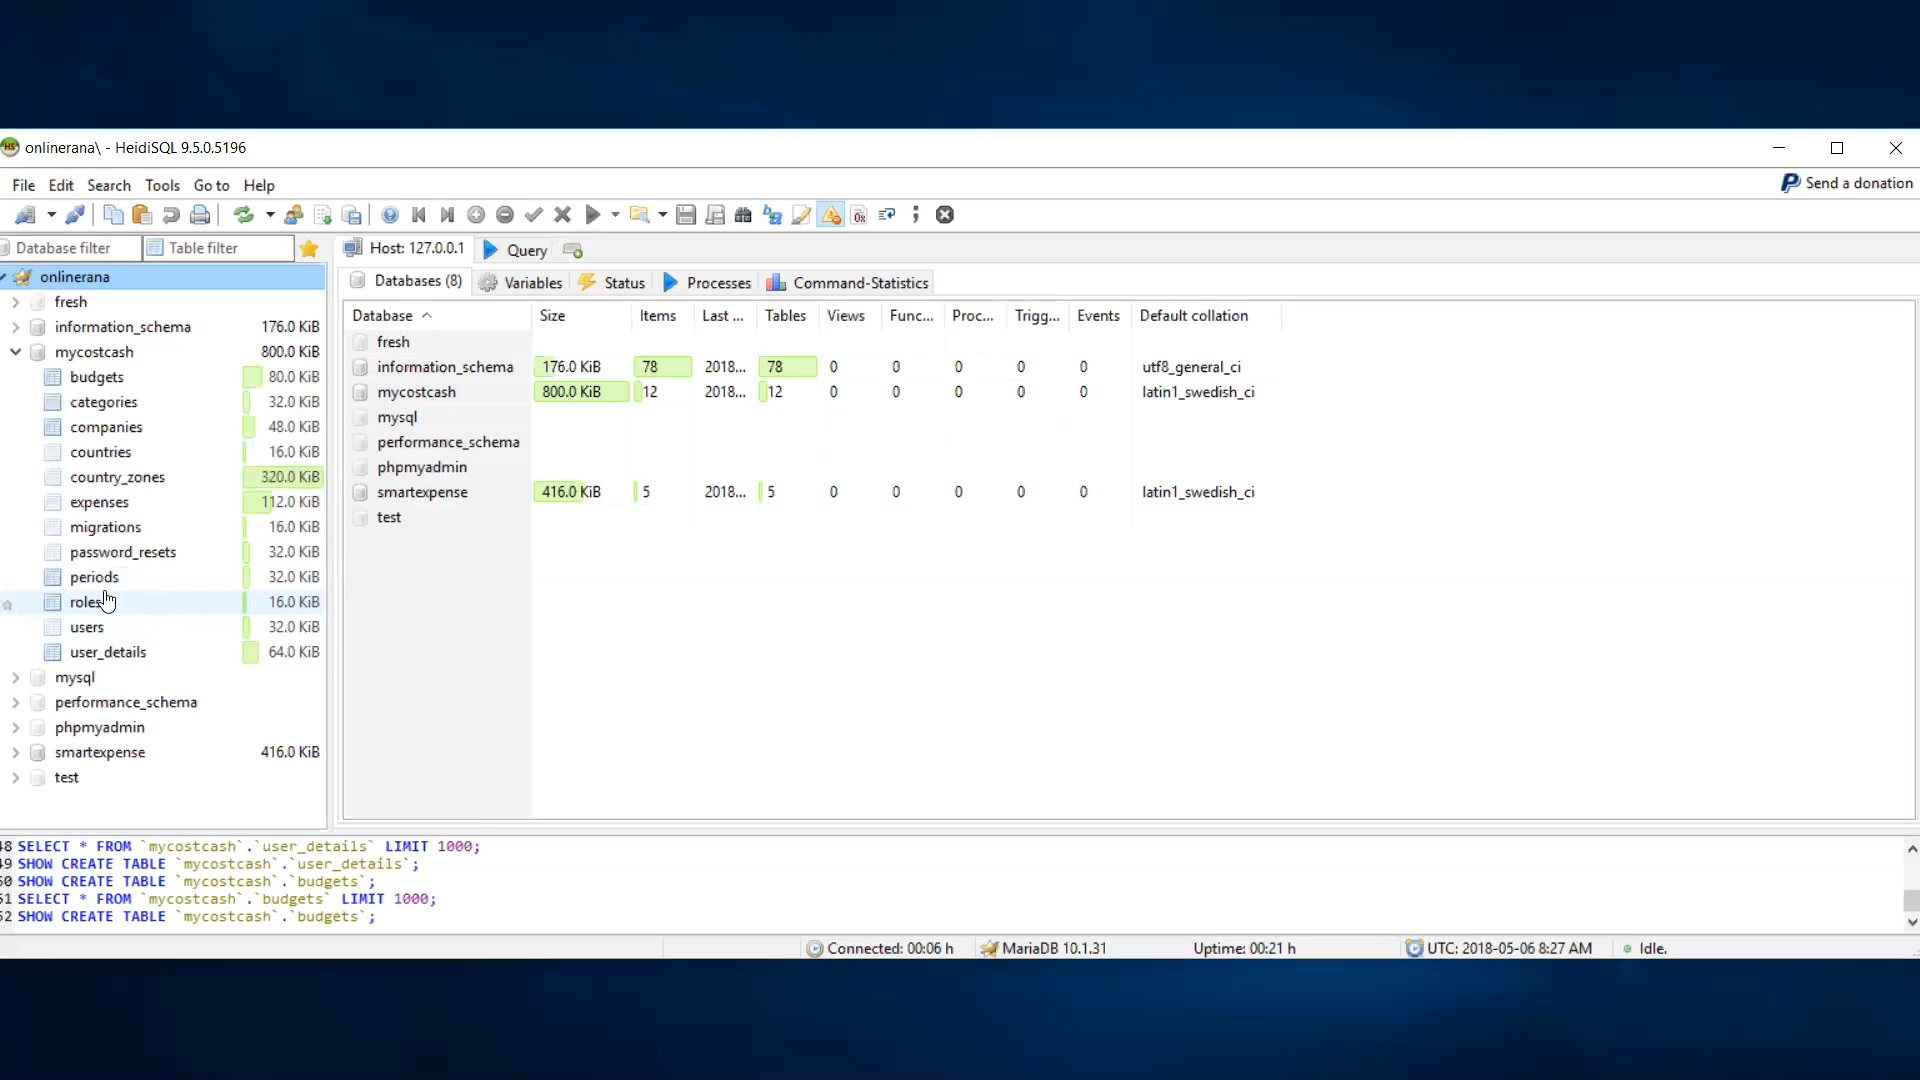 onlinerana\ - HeidiSQL 9.5.0.5196
File Edit Search Tools Go to Help
Send a donation
Database filter Table filter Host: 127.0.0.1 Query
onlinerana
fresh
information_schema 176.0 KiB
mycostcash 800.0 KiB
budgets 80.0 KiB
categories 32.0 KiB
companies 48.0 KiB
countries 16.0 KiB
country_zones 320.0 KiB
expenses 112.0 KiB
migrations 16.0 KiB
password_resets 32.0 KiB
periods 32.0 KiB
roles 16.0 KiB
users 32.0 KiB
user_details 64.0 KiB
mysql
performance_schema
phpmyadmin
smartexpense 416.0 KiB
test
Databases (8) Variables Status Processes Command-Statistics
Database Size Items Last ... Tables Views Func... Proc... Trigg... Events Default collation
fresh
information_schema 176.0 KiB 78 2018... 78 0 0 0 0 0 utf8_general_ci
mycostcash 800.0 KiB 12 2018... 12 0 0 0 0 0 latin1_swedish_ci
mysql
performance_schema
phpmyadmin
smartexpense 416.0 KiB 5 2018... 5 0 0 0 0 0 latin1_swedish_ci
test
48 SELECT * FROM `mycostcash`.`user_details` LIMIT 1000;
49 SHOW CREATE TABLE `mycostcash`.`user_details`;
50 SHOW CREATE TABLE `mycostcash`.`budgets`;
51 SELECT * FROM `mycostcash`.`budgets` LIMIT 1000;
52 SHOW CREATE TABLE `mycostcash`.`budgets`;
Connected: 00:06 h MariaDB 10.1.31 Uptime: 00:21 h UTC: 2018-05-06 8:27 AM Idle.